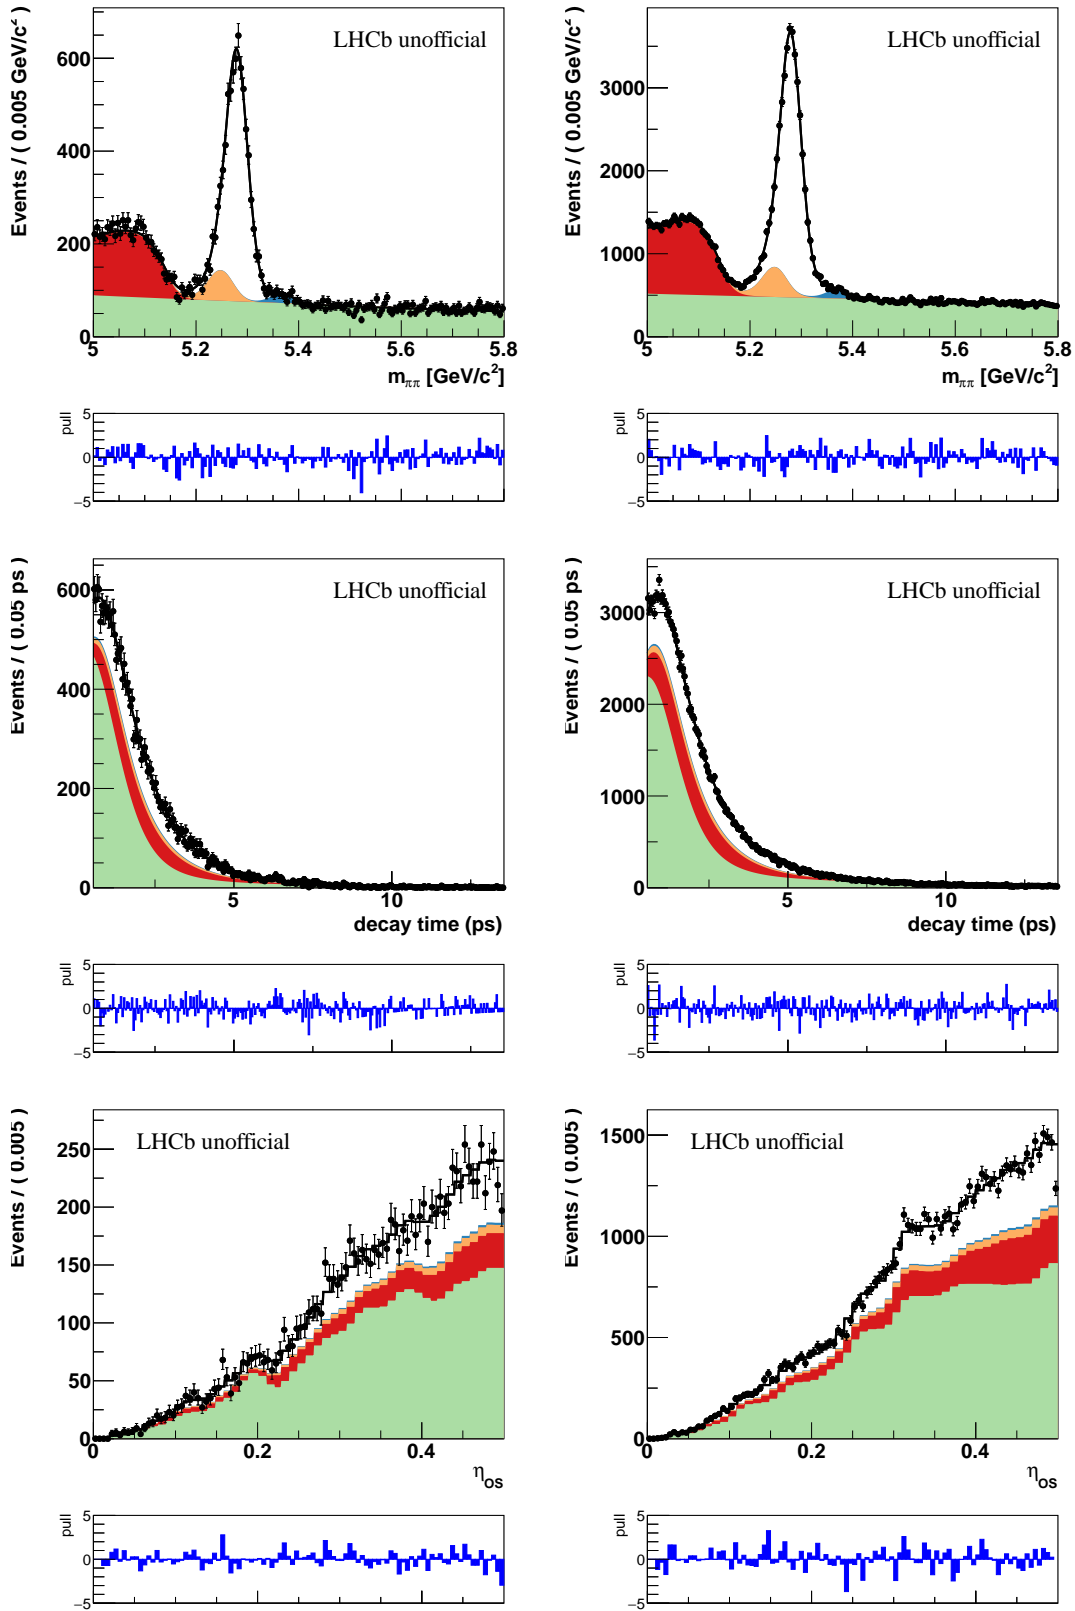 Events / ( 0.005 GeV/c²
LHCb unofficial
600
400
200
0
5 5.2 5.4 5.6 5.8
mππ [GeV/c²]
pull
5
0
−5
Events / ( 0.005 GeV/c²
LHCb unofficial
3000
2000
1000
0
5 5.2 5.4 5.6 5.8
mππ [GeV/c²]
pull
5
0
−5
Events / ( 0.05 ps )
LHCb unofficial
600
400
200
0
5 10
decay time (ps)
pull
5
0
−5
Events / ( 0.05 ps )
LHCb unofficial
3000
2000
1000
0
5 10
decay time (ps)
pull
5
0
−5
Events / ( 0.005 )
LHCb unofficial
250
200
150
100
50
0
0 0.2 0.4
ηOS
pull
5
0
−5
Events / ( 0.005 )
LHCb unofficial
1500
1000
500
0
0 0.2 0.4
ηOS
pull
5
0
−5